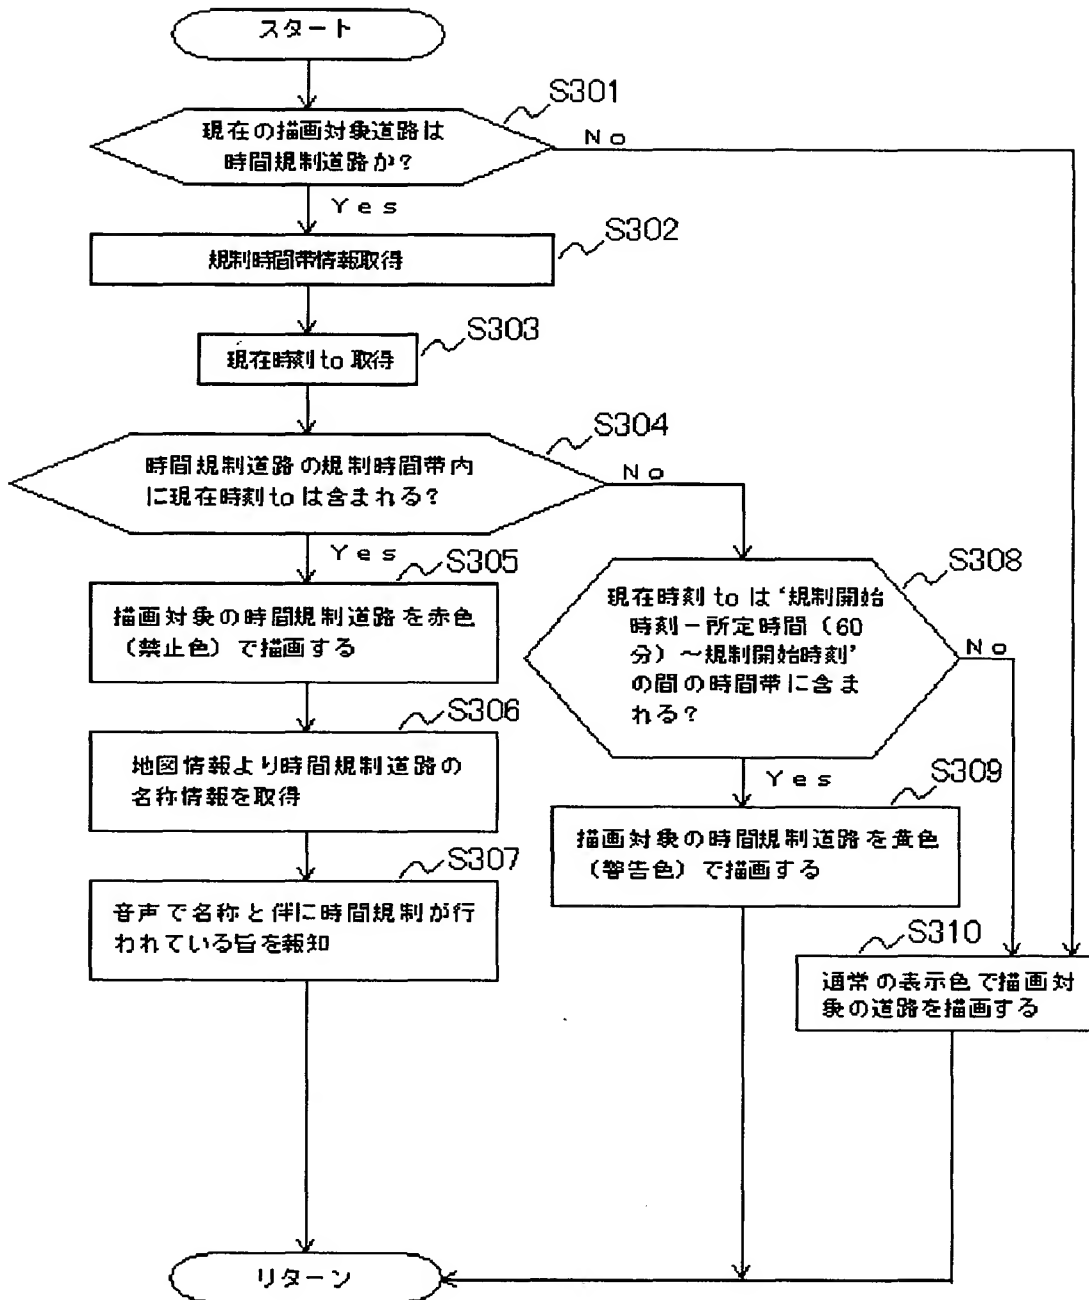 スタート
S301
現在の描画対象道路は
時間規制道路か？
No
Yes
S302
規制時間帯情報取得
S303
現在時刻to取得
S304
時間規制道路の規制時間帯内
に現在時刻toは含まれる？
No
Yes
S305
描画対象の時間規制道路を赤色
（禁止色）で描画する
S306
地図情報より時間規制道路の
名称情報を取得
S307
音声で名称と伴に時間規制が行
われている旨を報知
S308
現在時刻toは‘規制開始
時刻－所定時間（60
分）～規制開始時刻’
の間の時間帯に含ま
れる？
No
Yes
S309
描画対象の時間規制道路を黄色
（警告色）で描画する
S310
通常の表示色で描画対
象の道路を描画する
リターン